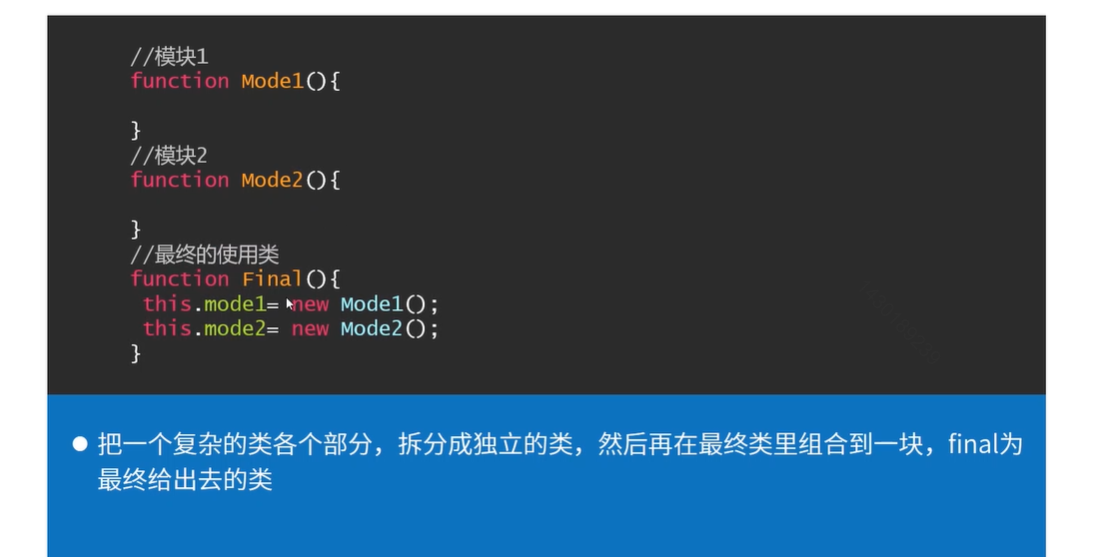 //模块1
function Mode1(){
}
//模块2
function Mode2(){
}
//最终的使用类
function Final(){
this.mode1= new Mode1();
this.mode2= new Mode2();
}
● 把一个复杂的类各个部分，拆分成独立的类，然后再在最终类里组合到一块，final为
最终给出去的类